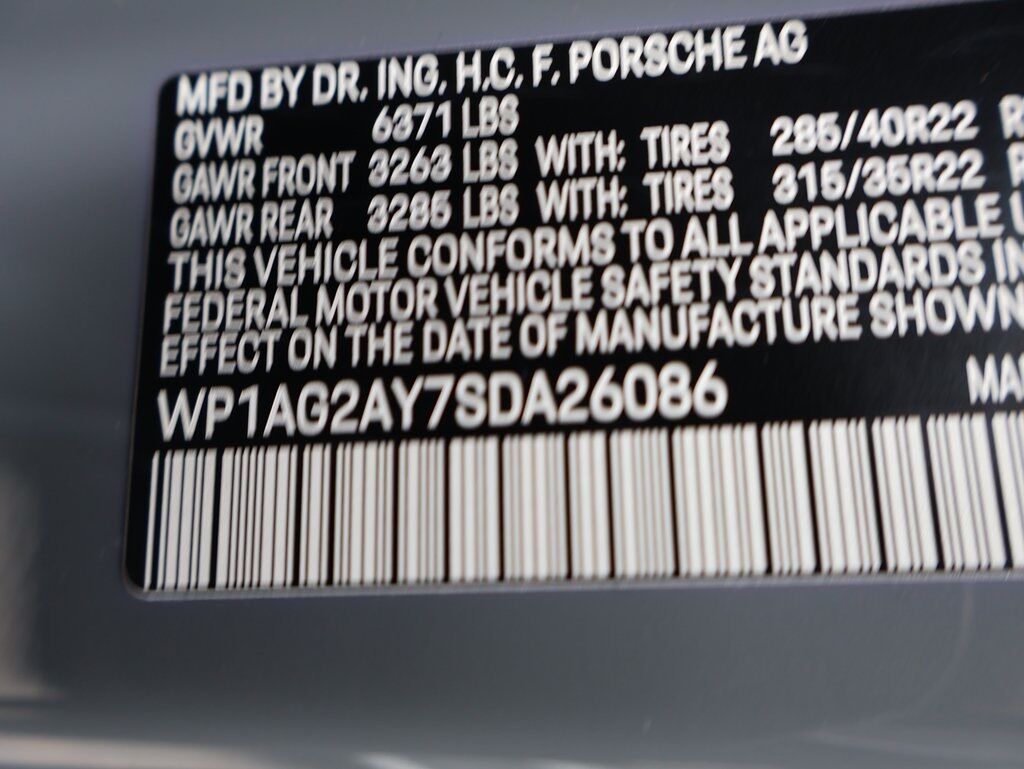 MFD BY DR. ING. H.C. F. PORSCHE AG
GVWR 6371 LBS
GAWR FRONT 3263 LBS WITH: TIRES 285/40R22
GAWR REAR 3285 LBS WITH: TIRES 315/35R22
THIS VEHICLE CONFORMS TO ALL APPLICABLE
FEDERAL MOTOR VEHICLE SAFETY STANDARDS IN
EFFECT ON THE DATE OF MANUFACTURE SHOWN
WP1AG2AY7SDA26086